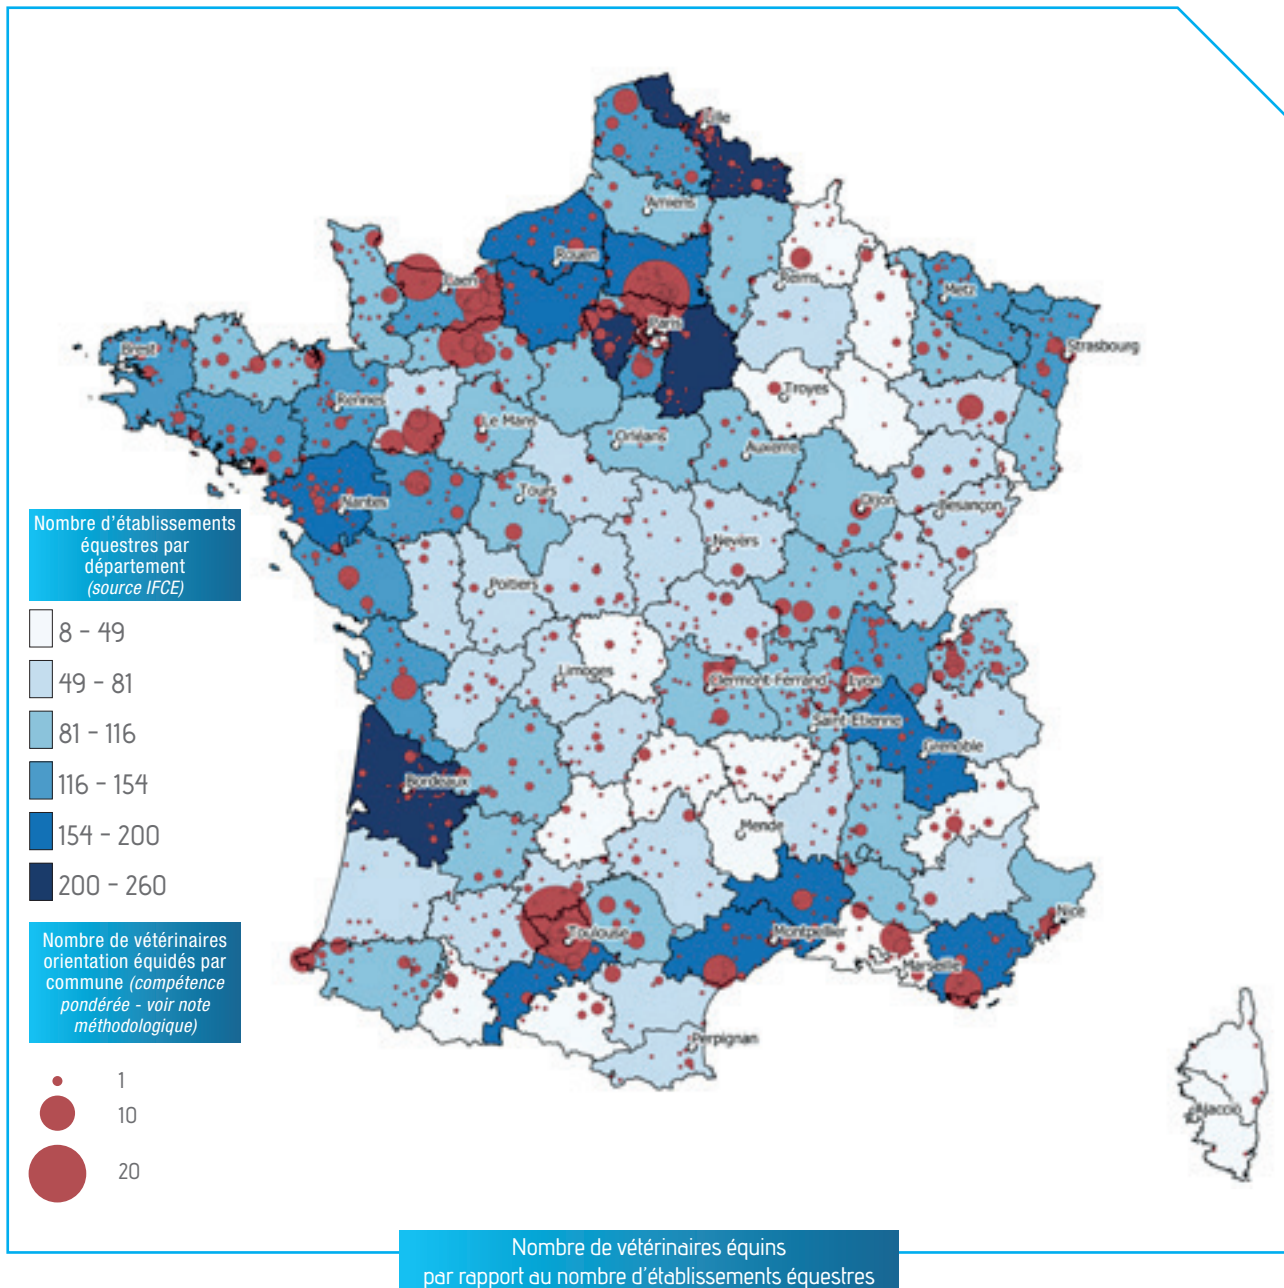 Lille
Amiens
Rouen
Caen
Reims
Metz
Paris
Strasbourg
Brest
Troyes
Rennes
Le Mans
Orléans
Auxerre
Tours
Dijon
Nantes
Besançon
Nevers
Poitiers
Limoges
Clermont-Ferrand
Lyon
Saint-Etienne
Grenoble
Bordeaux
Mende
Nice
Toulouse
Montpellier
Marseille
Perpignan
Ajaccio
Nombre d'établissements
équestres par
département
(source IFCE)
8 – 49
49 – 81
81 – 116
116 – 154
154 – 200
200 – 260
Nombre de vétérinaires
orientation équidés par
commune (compétence
pondérée - voir note
méthodologique)
1
10
20
Nombre de vétérinaires équins
par rapport au nombre d'établissements équestres